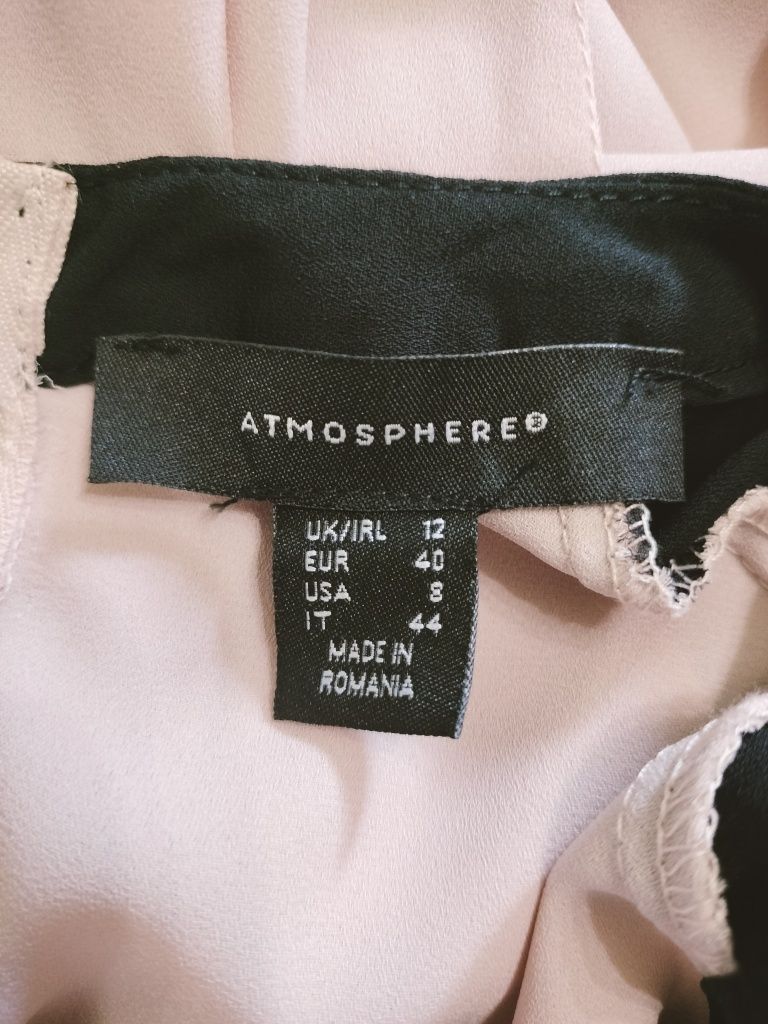 ATMOSPHERE®
UK/IRL 12
EUR 40
USA 8
IT 44
MADE IN
ROMANIA